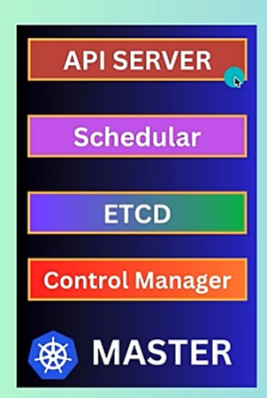 API SERVER
Schedular
ETCD
Control Manager
MASTER